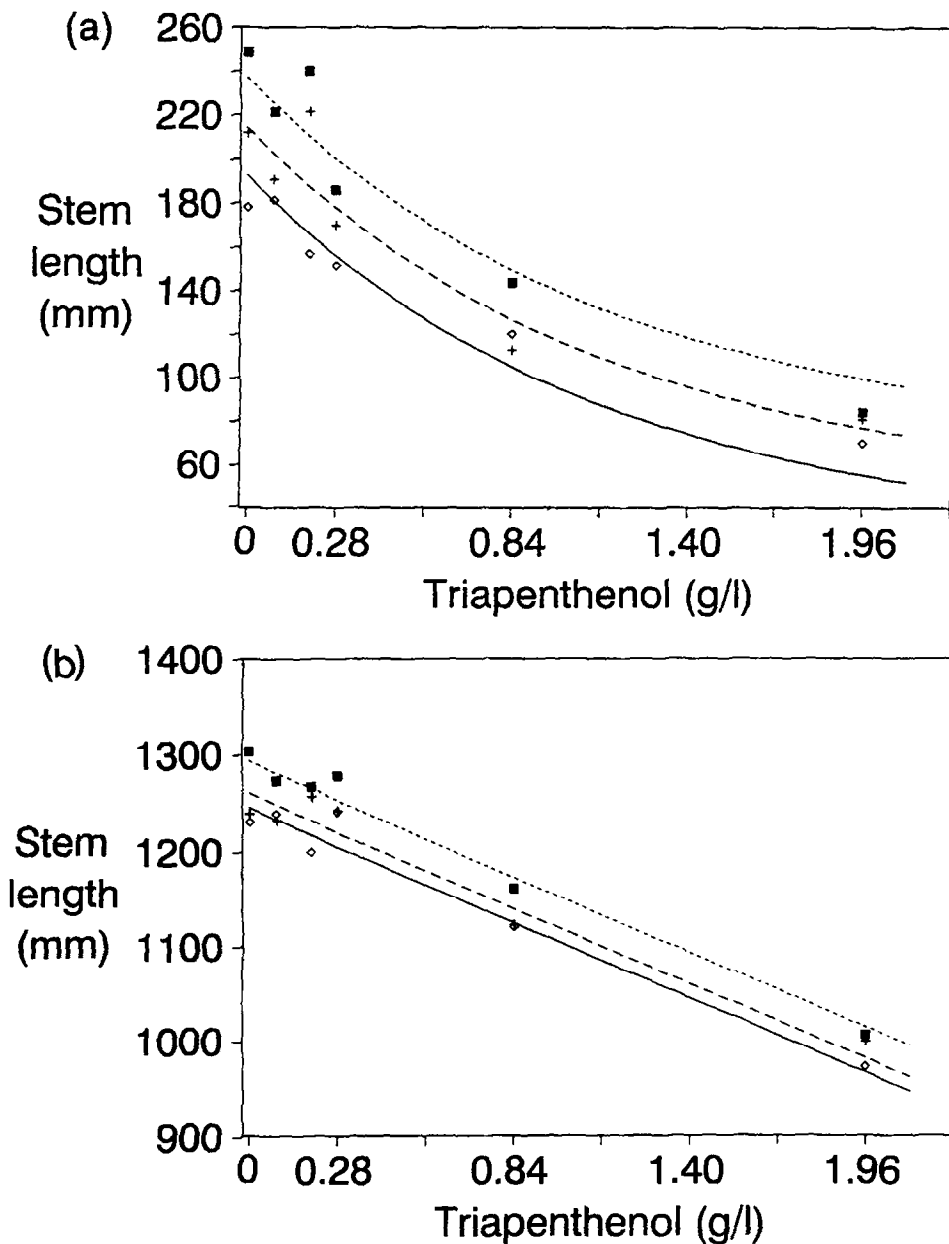 (a)
260
220
180
140
100
60
Stem
length
(mm)
0 0.28 0.84 1.40 1.96
Triapenthenol (g/l)
(b)
1400
1300
1200
1100
1000
900
Stem
length
(mm)
0 0.28 0.84 1.40 1.96
Triapenthenol (g/l)